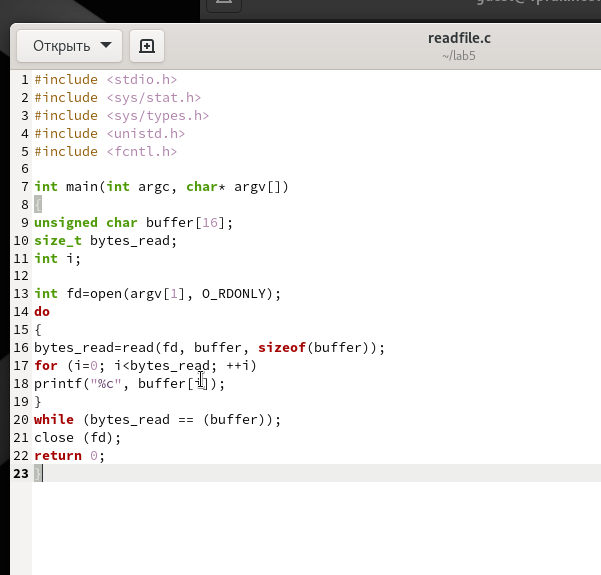 Открыть
readfile.c
~/lab5
1 #include <stdio.h>
2 #include <sys/stat.h>
3 #include <sys/types.h>
4 #include <unistd.h>
5 #include <fcntl.h>
6
7 int main(int argc, char* argv[])
8 {
9 unsigned char buffer[16];
10 size_t bytes_read;
11 int i;
12
13 int fd=open(argv[1], O_RDONLY);
14 do
15 {
16 bytes_read=read(fd, buffer, sizeof(buffer));
17 for (i=0; i<bytes_read; ++i)
18 printf("%c", buffer[i]);
19 }
20 while (bytes_read == (buffer));
21 close (fd);
22 return 0;
23 }